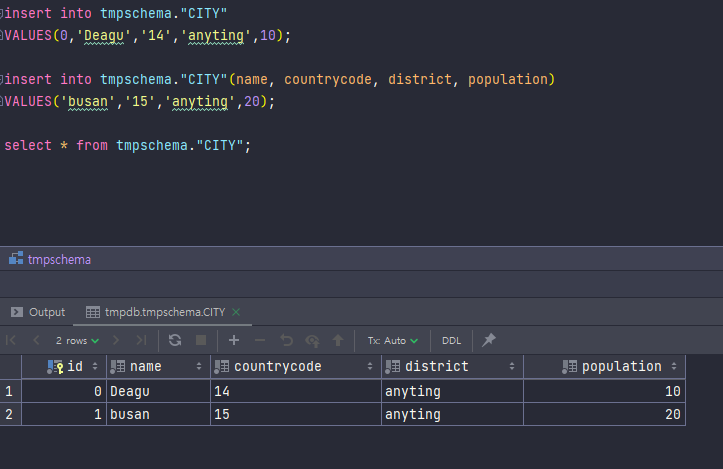 insert into tmpschema."CITY"
VALUES(0,'Deagu','14','anyting',10);
insert into tmpschema."CITY"(name, countrycode, district, population)
VALUES('busan','15','anyting',20);
select * from tmpschema."CITY";
tmpschema
Output tmpdb.tmpschema.CITY
2 rows Tx: Auto DDL
id name countrycode district population
1 0 Deagu 14 anyting 10
2 1 busan 15 anyting 20